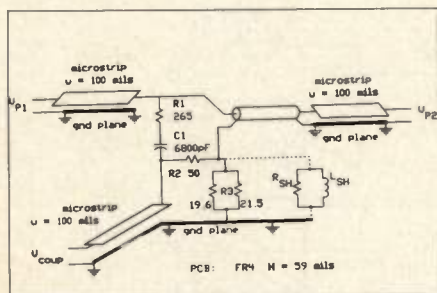 microstrip
w = 100 mils
U P1
gnd plane
R1
265
C1
6800pF
R2 50
microstrip
w = 100 mils
U P2
gnd plane
R3
19.6
21.5
R SH
L SH
microstrip
w = 100 mils
U coup
gnd plane
PCB: FR4 H = 59 mils